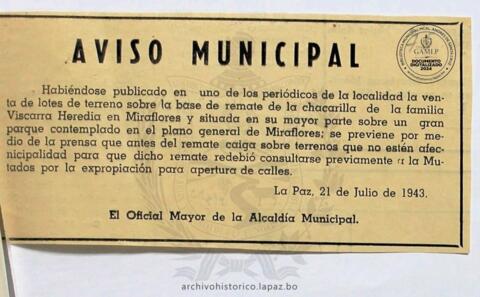 AVISO MUNICIPAL
GAMLP
DOCUMENTO
DIGITALIZADO
2024
Habiéndose publicado en uno de los periódicos de la localidad la ven-
ta de lotes de terreno sobre la base de remate de la chacarilla de la familia
Viscarra Heredia en Miraflores y situada en su mayor parte sobre un gran
parque contemplado en el plano general de Miraflores; se previene por me-
dio de la prensa que antes del remate caiga sobre terrenos que no estén afec-
nicipalidad para que dicho remate redebió consultarse previamente a la Mu-
tados por la expropiación para apertura de calles.
La Paz, 21 de Julio de 1943.
El Oficial Mayor de la Alcaldía Municipal.
archivohistorico.lapaz.bo